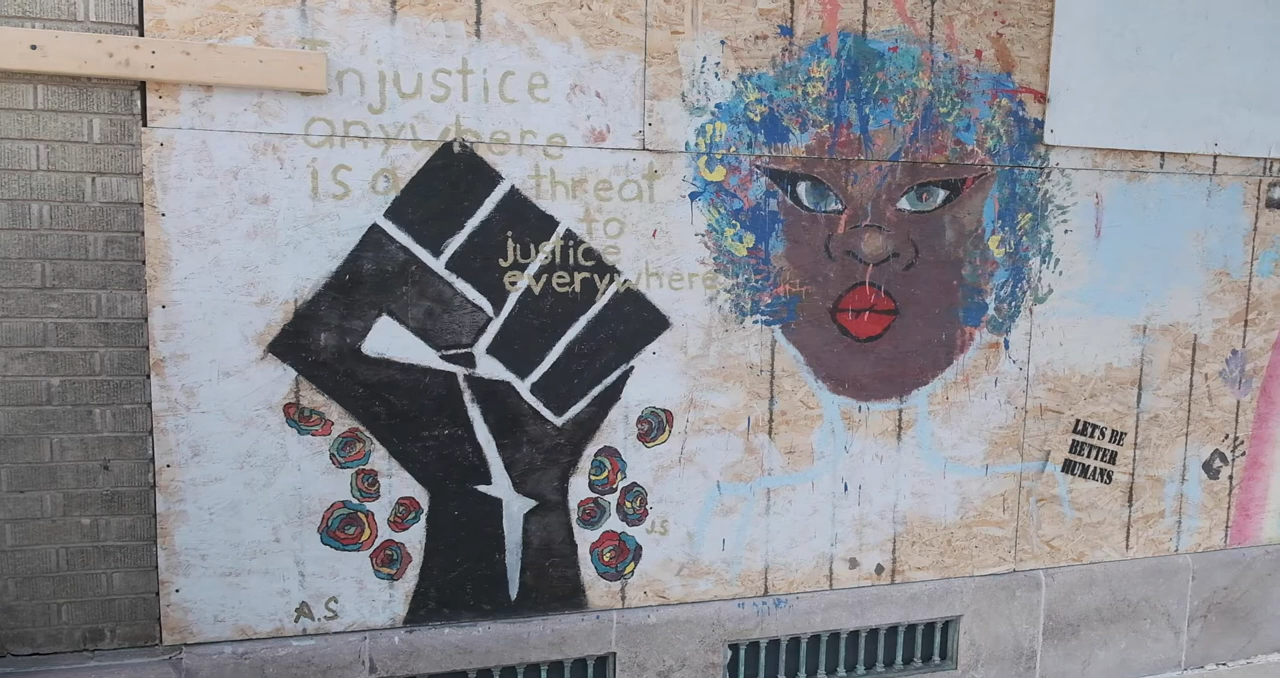 Injustice
anywhere
is a threat
to
justice
everywhere
LET'S BE
BETTER
HUMANS
J.S
A.S